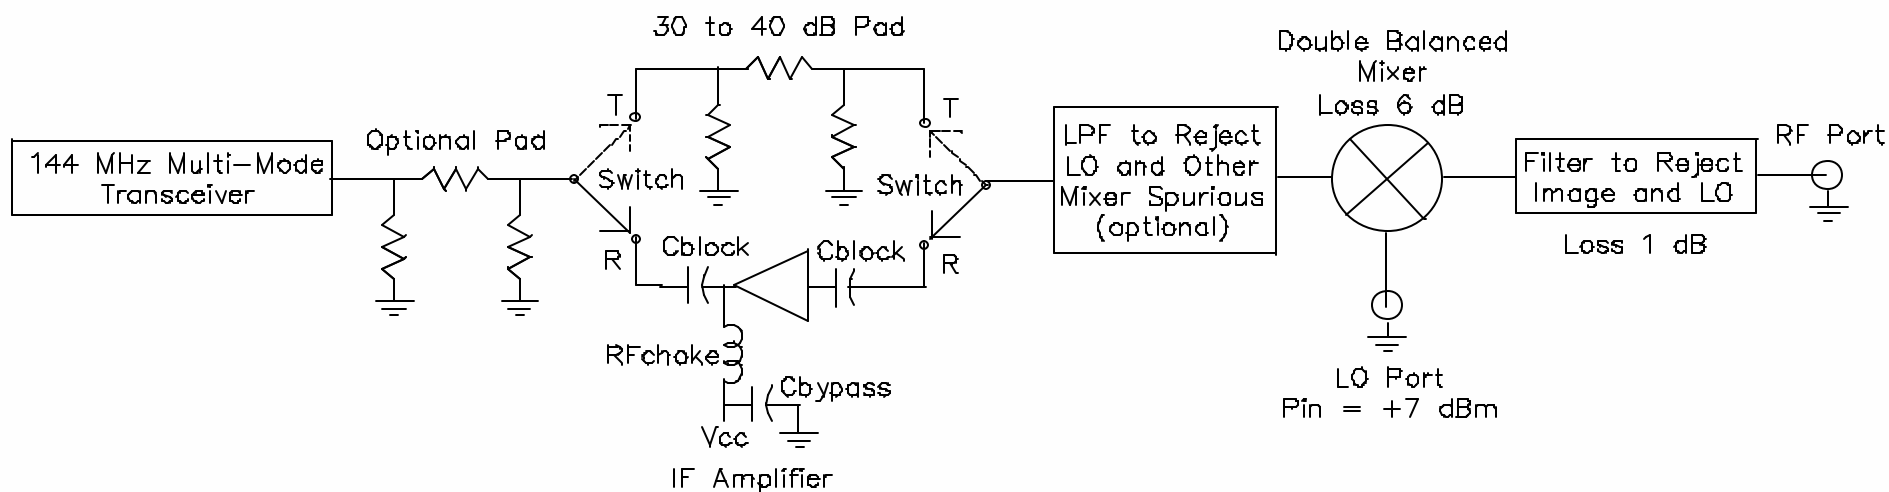 30 to 40 dB Pad
Double Balanced
Mixer
Loss 6 dB
T
T
Optional Pad
144 MHz Multi-Mode
Transceiver
Switch
Switch
LPF to Reject
LO and Other
Mixer Spurious
(optional)
RF Port
Filter to Reject
Image and LO
Loss 1 dB
R
Cblock
Cblock
R
RFchoke
Cbypass
Vcc
IF Amplifier
LO Port
Pin = +7 dBm